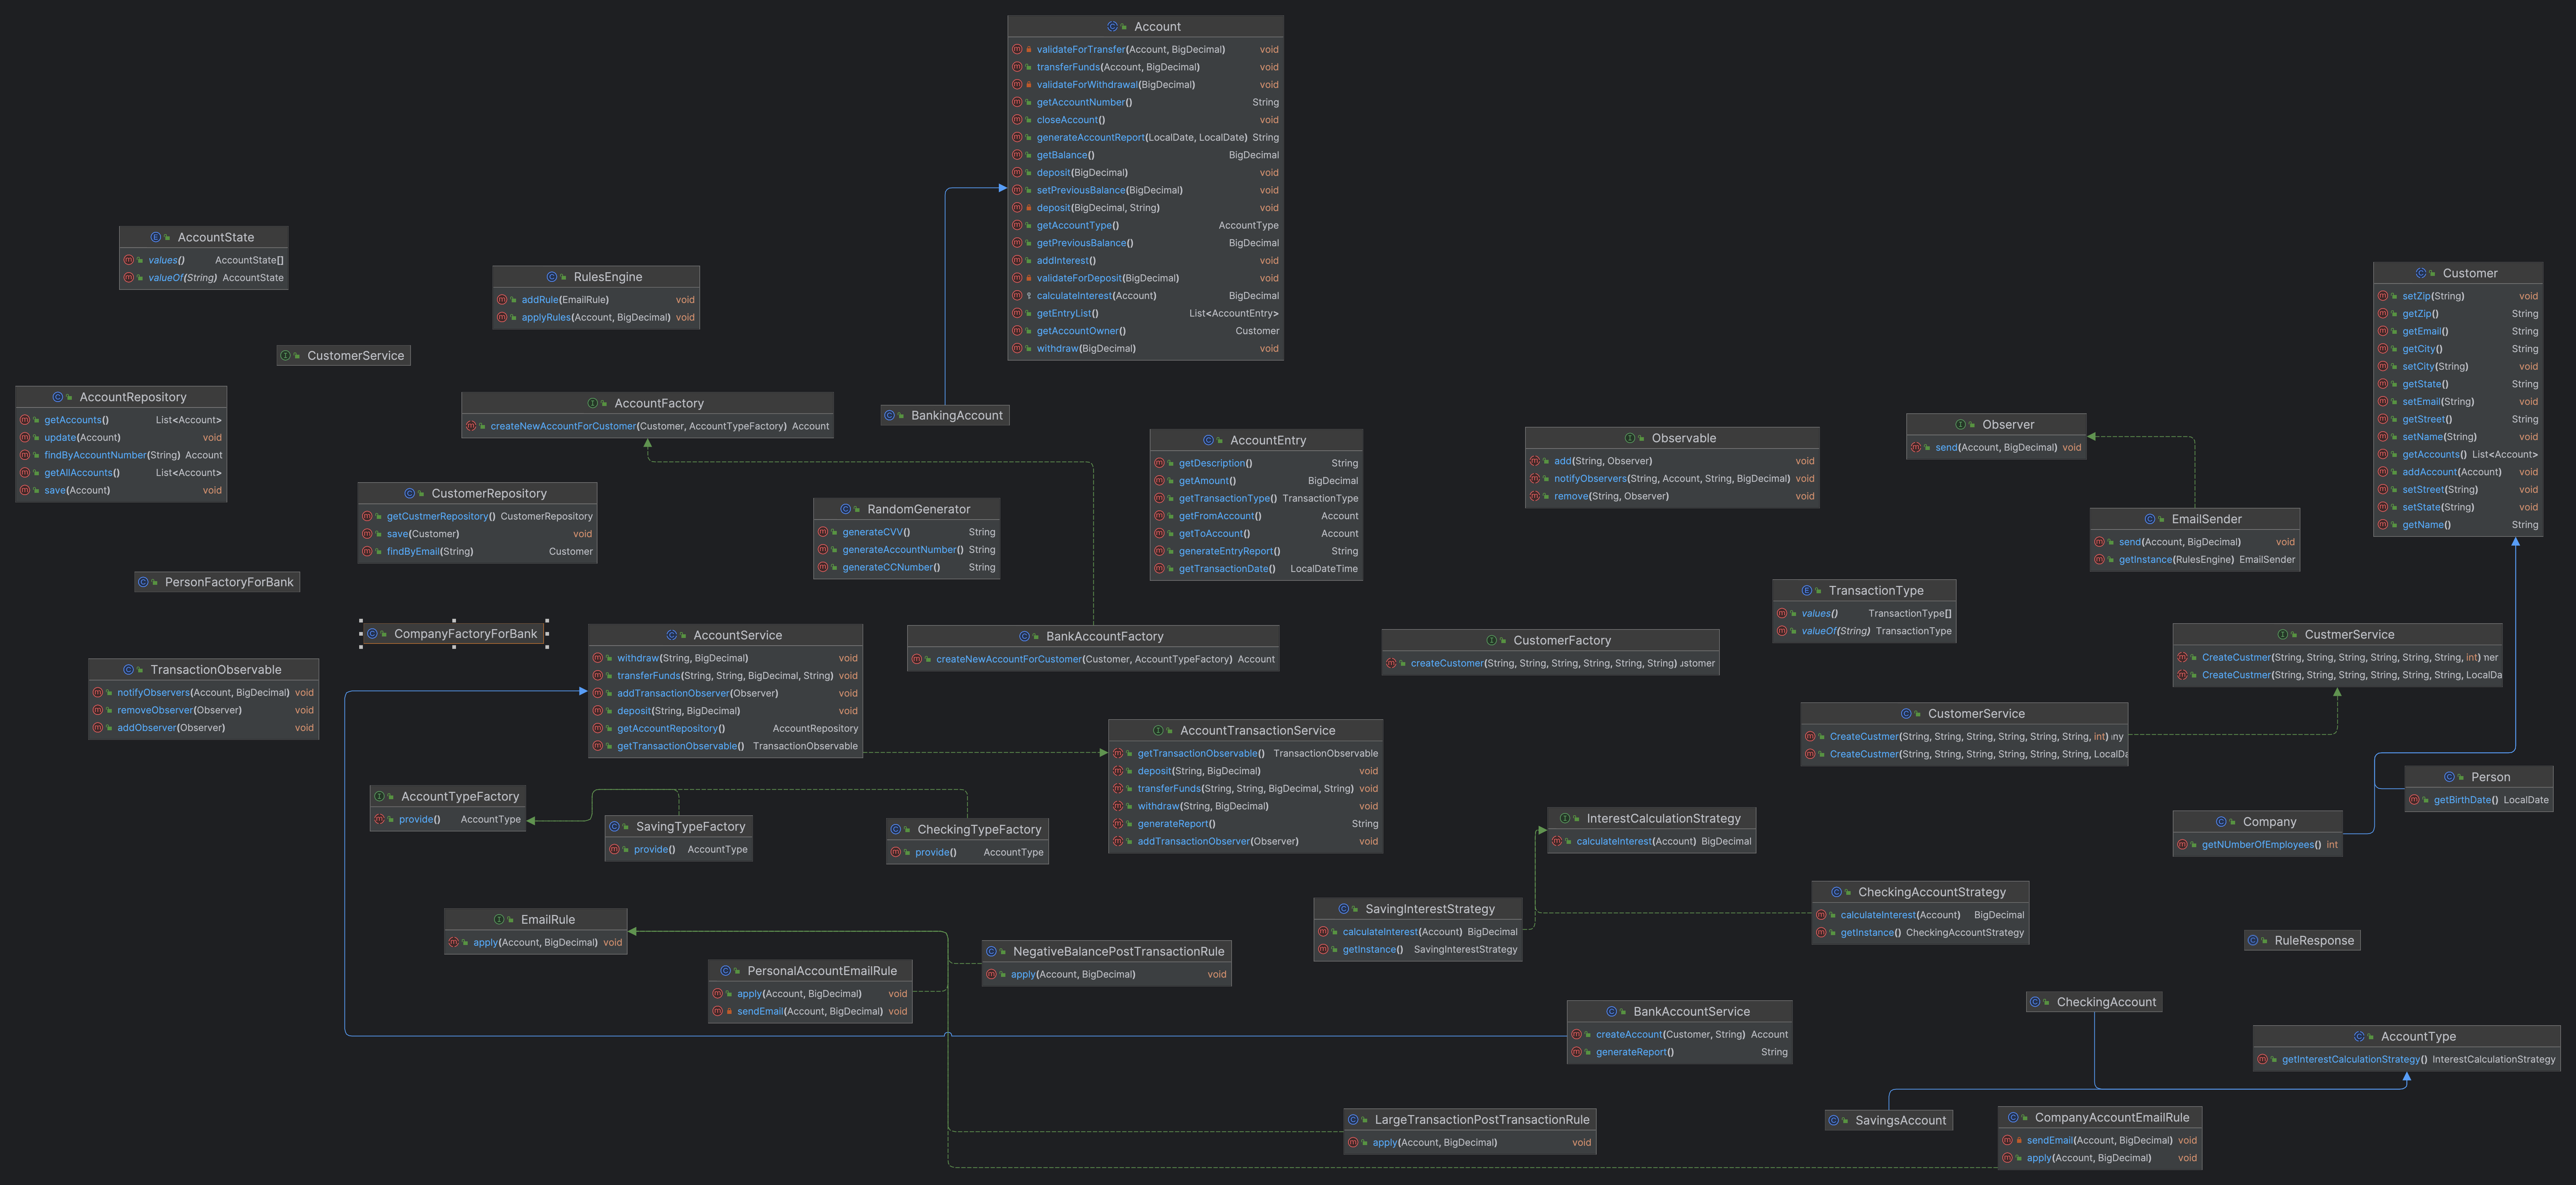 Account
validateForTransfer(Account, BigDecimal) void
transferFunds(Account, BigDecimal) void
validateForWithdrawal(BigDecimal) void
getAccountNumber() String
closeAccount() void
generateAccountReport(LocalDate, LocalDate) String
getBalance() BigDecimal
deposit(BigDecimal) void
setPreviousBalance(BigDecimal) void
deposit(BigDecimal, String) void
getAccountType() AccountType
getPreviousBalance() BigDecimal
addInterest() void
validateForDeposit(BigDecimal) void
calculateInterest(Account) BigDecimal
getEntryList() List<AccountEntry>
getAccountOwner() Customer
withdraw(BigDecimal) void
AccountState
values() AccountState[]
valueOf(String) AccountState
RulesEngine
addRule(EmailRule) void
applyRules(Account, BigDecimal) void
Customer
setZip(String) void
getZip() String
getEmail() String
getCity() String
setCity(String) void
getState() String
setEmail(String) void
getStreet() String
setName(String) void
getAccounts() List<Account>
addAccount(Account) void
setStreet(String) void
setState(String) void
getName() String
CustomerService
AccountRepository
getAccounts() List<Account>
update(Account) void
findByAccountNumber(String) Account
getAllAccounts() List<Account>
save(Account) void
AccountFactory
createNewAccountForCustomer(Customer, AccountTypeFactory) Account
BankingAccount
AccountEntry
getDescription() String
getAmount() BigDecimal
getTransactionType() TransactionType
getFromAccount() Account
getToAccount() Account
generateEntryReport() String
getTransactionDate() LocalDateTime
Observable
add(String, Observer) void
notifyObservers(String, Account, String, BigDecimal) void
remove(String, Observer) void
Observer
send(Account, BigDecimal) void
CustomerRepository
getCustmerRepository() CustomerRepository
save(Customer) void
findByEmail(String) Customer
RandomGenerator
generateCVV() String
generateAccountNumber() String
generateCCNumber() String
EmailSender
send(Account, BigDecimal) void
getInstance(RulesEngine) EmailSender
PersonFactoryForBank
TransactionType
values() TransactionType[]
valueOf(String) TransactionType
CompanyFactoryForBank
AccountService
withdraw(String, BigDecimal) void
transferFunds(String, String, BigDecimal, String) void
addTransactionObserver(Observer) void
deposit(String, BigDecimal) void
getAccountRepository() AccountRepository
getTransactionObservable() TransactionObservable
BankAccountFactory
createNewAccountForCustomer(Customer, AccountTypeFactory) Account
CustomerFactory
createCustomer(String, String, String, String, String, String) ustomer
CustmerService
CreateCustmer(String, String, String, String, String, String, int) ner
CreateCustmer(String, String, String, String, String, String, LocalDa
TransactionObservable
notifyObservers(Account, BigDecimal) void
removeObserver(Observer) void
addObserver(Observer) void
CustomerService
CreateCustmer(String, String, String, String, String, String, int) ny
CreateCustmer(String, String, String, String, String, String, LocalDa
AccountTransactionService
getTransactionObservable() TransactionObservable
deposit(String, BigDecimal) void
transferFunds(String, String, BigDecimal, String) void
withdraw(String, BigDecimal) void
generateReport() String
addTransactionObserver(Observer) void
Person
getBirthDate() LocalDate
AccountTypeFactory
provide() AccountType
SavingTypeFactory
provide() AccountType
CheckingTypeFactory
provide() AccountType
InterestCalculationStrategy
calculateInterest(Account) BigDecimal
Company
getNUmberOfEmployees() int
EmailRule
apply(Account, BigDecimal) void
SavingInterestStrategy
calculateInterest(Account) BigDecimal
getInstance() SavingInterestStrategy
CheckingAccountStrategy
calculateInterest(Account) BigDecimal
getInstance() CheckingAccountStrategy
RuleResponse
NegativeBalancePostTransactionRule
apply(Account, BigDecimal) void
PersonalAccountEmailRule
apply(Account, BigDecimal) void
sendEmail(Account, BigDecimal) void
BankAccountService
createAccount(Customer, String) Account
generateReport() String
CheckingAccount
AccountType
getInterestCalculationStrategy() InterestCalculationStrategy
LargeTransactionPostTransactionRule
apply(Account, BigDecimal) void
SavingsAccount
CompanyAccountEmailRule
sendEmail(Account, BigDecimal) void
apply(Account, BigDecimal) void